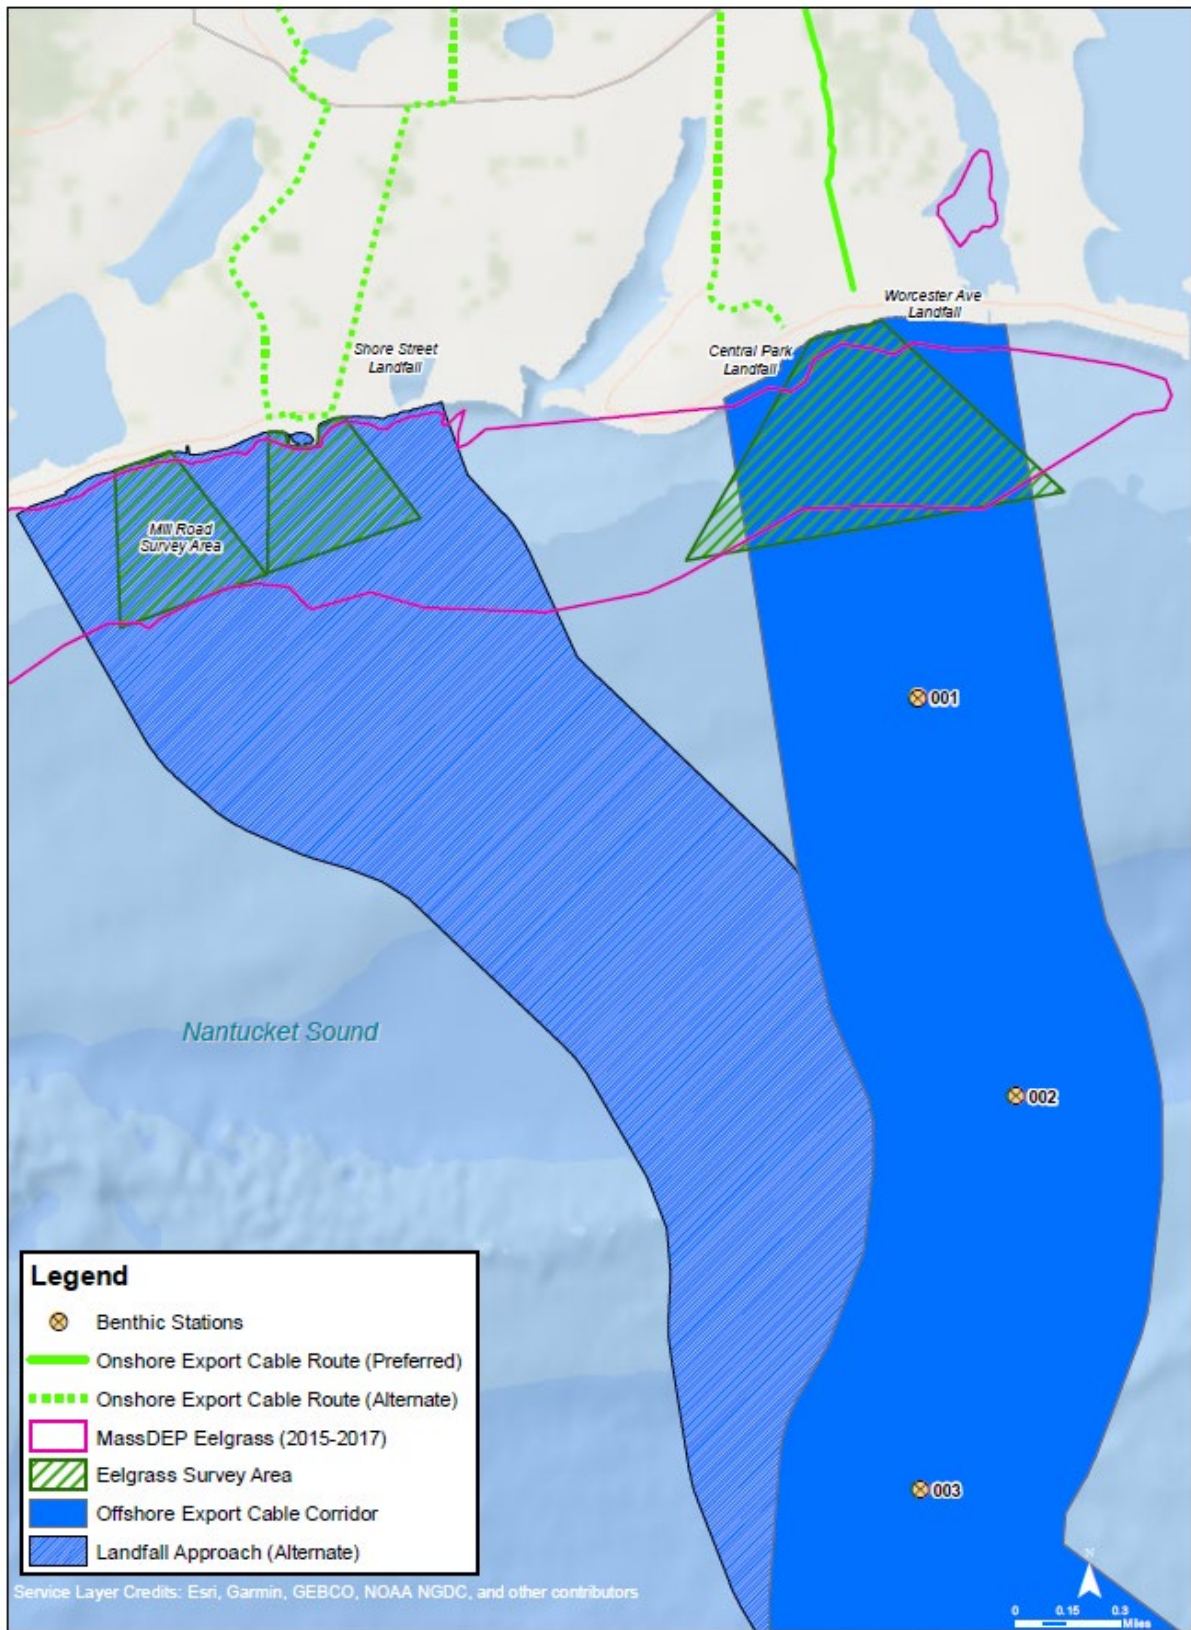 Worcester Ave
Landfall
Shore Street
Landfall
Central Park
Landfall
Mill Road
Survey Area
001
Nantucket Sound
002
003
Legend
Benthic Stations
Onshore Export Cable Route (Preferred)
Onshore Export Cable Route (Alternate)
MassDEP Eelgrass (2015-2017)
Eelgrass Survey Area
Offshore Export Cable Corridor
Landfall Approach (Alternate)
Service Layer Credits: Esri, Garmin, GEBCO, NOAA NGDC, and other contributors
N
0 0.15 0.3
Miles